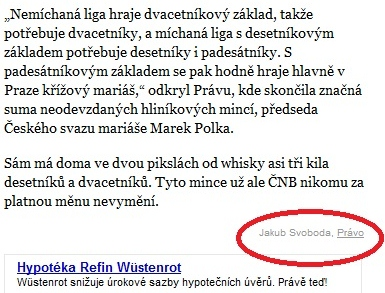 „Nemíchaná liga hraje dvacetníkový základ, takže
potřebuje dvacetníky, a míchaná liga s desetníkovým
základem potřebuje desetníky i padesátníky. S
padesátníkovým základem se pak hodně hraje hlavně v
Praze křížový mariáš,“ odkryl Právu, kde skončila značná
suma neodevzdaných hliníkových mincí, předseda
Českého svazu mariáše Marek Polka.
Sám má doma ve dvou pikslách od whisky asi tři kila
desetníků a dvacetníků. Tyto mince už ale ČNB nikomu za
platnou měnu nevymění.
Jakub Svoboda, Právo
Hypotéka Refin Wüstenrot
Wüstenrot snižuje úrokové sazby hypotečních úvěrů. Právě teď!